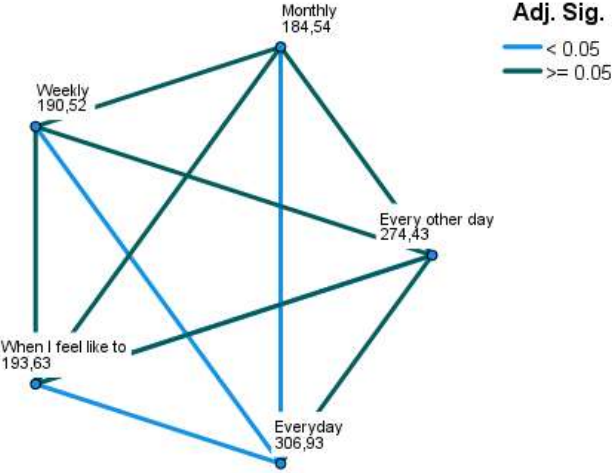 Monthly
184,54
Adj. Sig.
< 0.05
>= 0.05
Weekly
190,52
Every other day
274,43
When I feel like to
193,63
Everyday
306,93